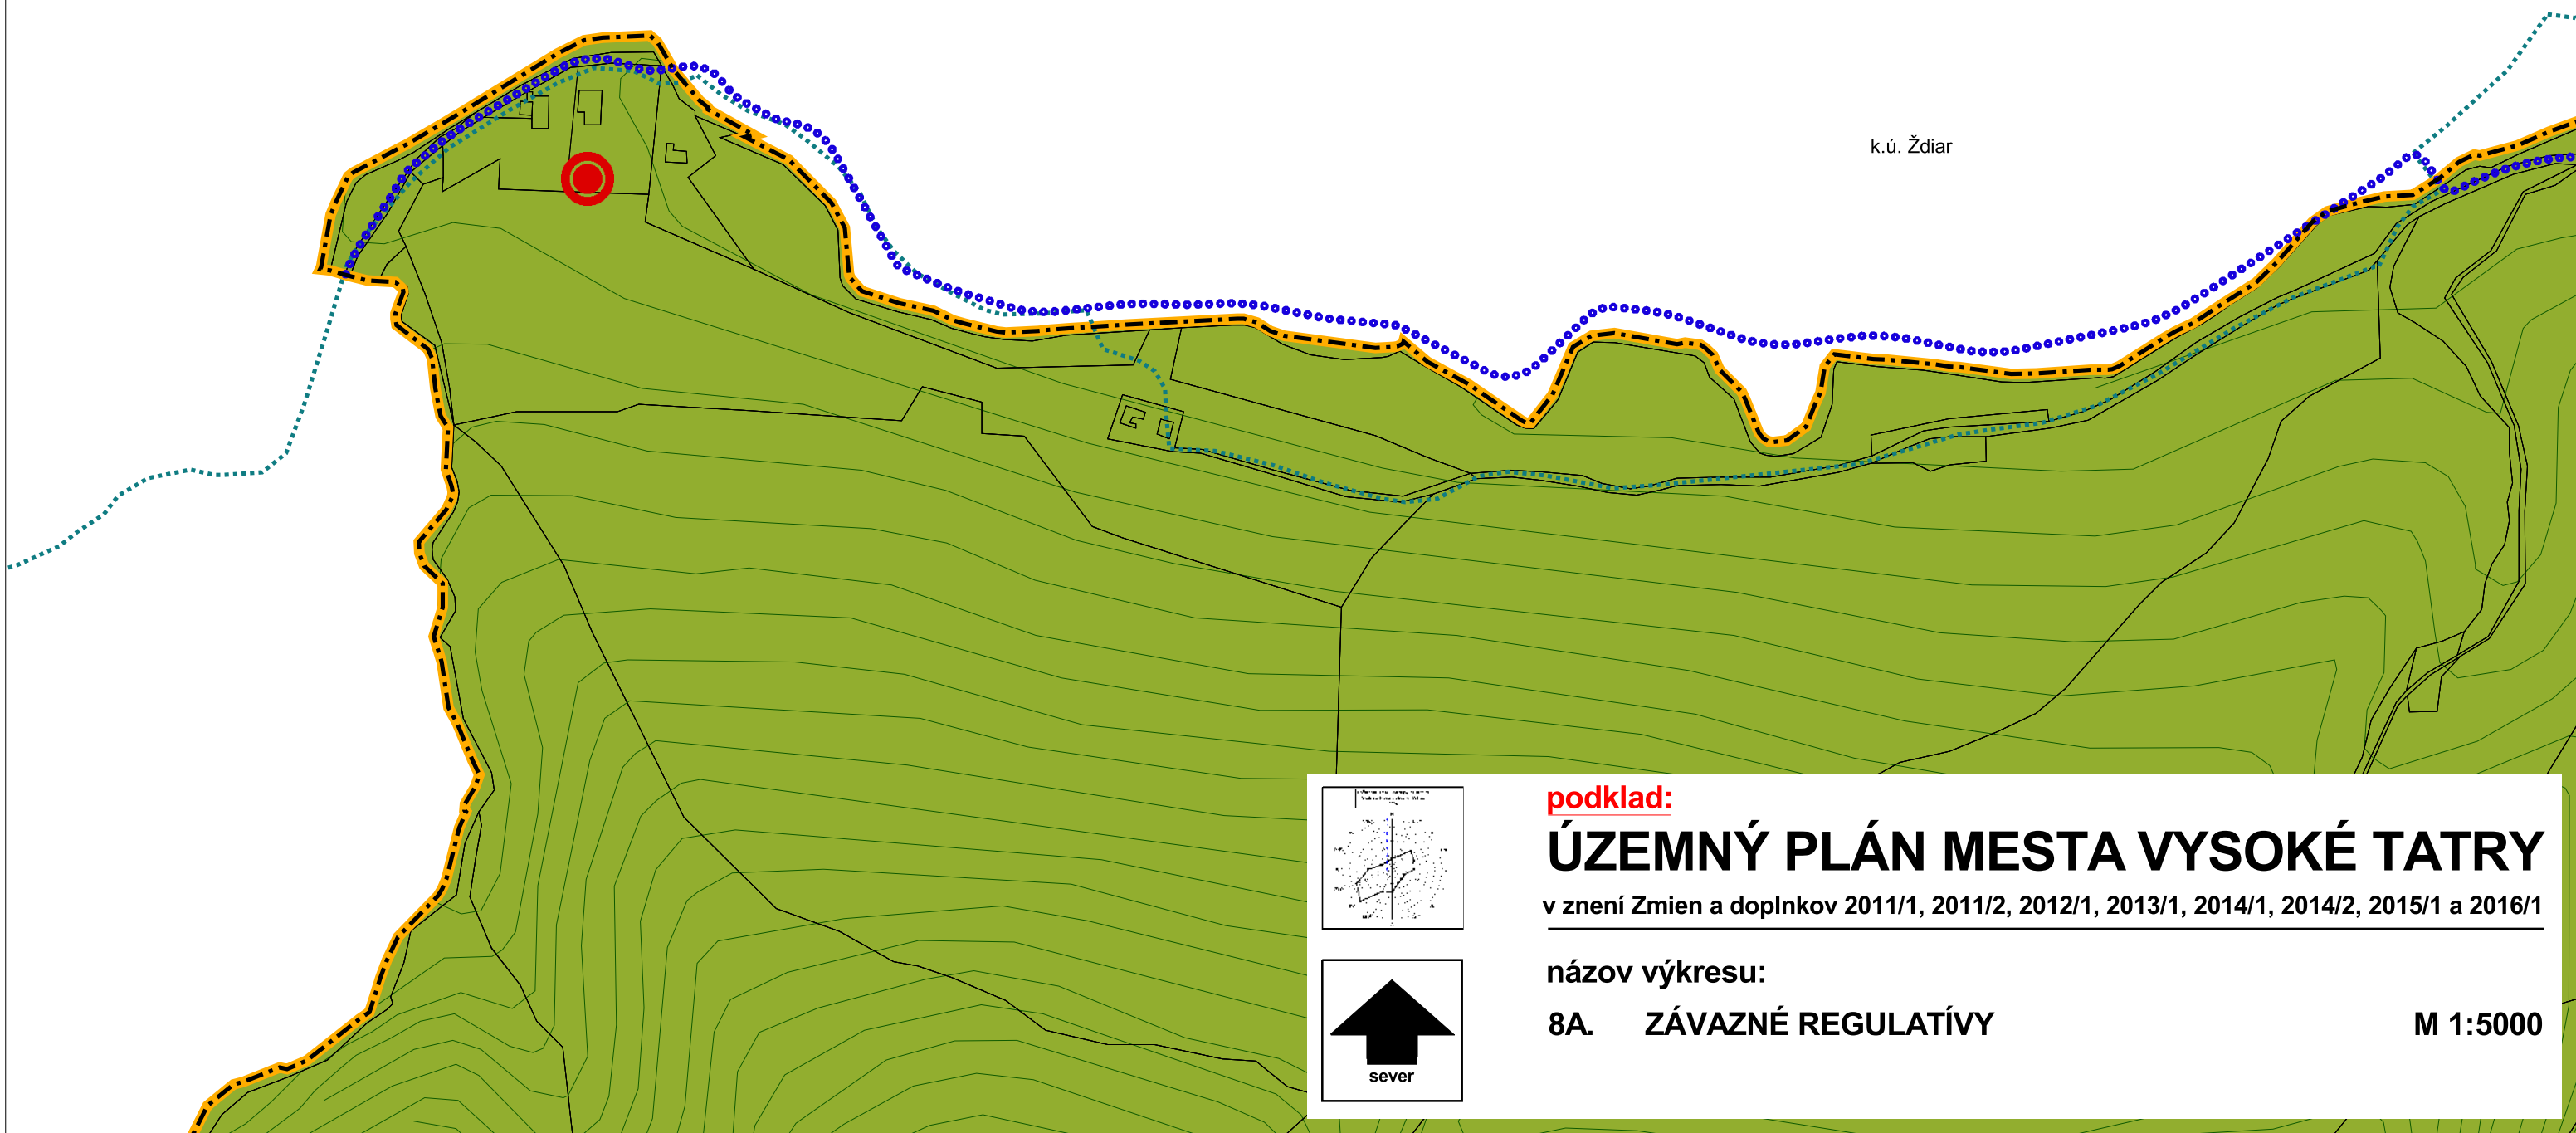 k.ú. Ždiar
podklad:
ÚZEMNÝ PLÁN MESTA VYSOKÉ TATRY
v znení Zmien a doplnkov 2011/1, 2011/2, 2012/1, 2013/1, 2014/1, 2014/2, 2015/1 a 2016/1
názov výkresu:
8A. ZÁVAZNÉ REGULATÍVY M 1:5000
sever